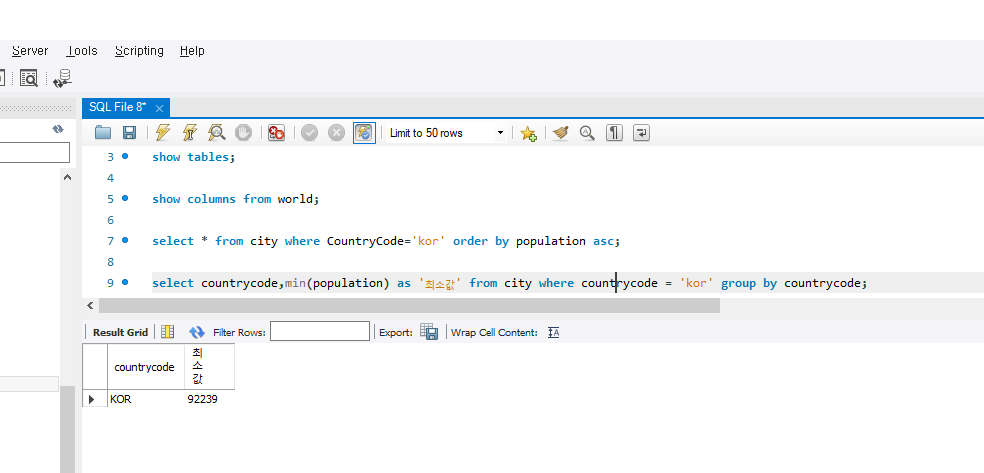 Server Tools Scripting Help
SQL File 8*
Limit to 50 rows
3 show tables;
4
5 show columns from world;
6
7 select * from city where CountryCode='kor' order by population asc;
8
9 select countrycode,min(population) as '최소값' from city where countrycode = 'kor' group by countrycode;
Result Grid Filter Rows: Export: Wrap Cell Content:
countrycode
최
소
값
KOR 92239